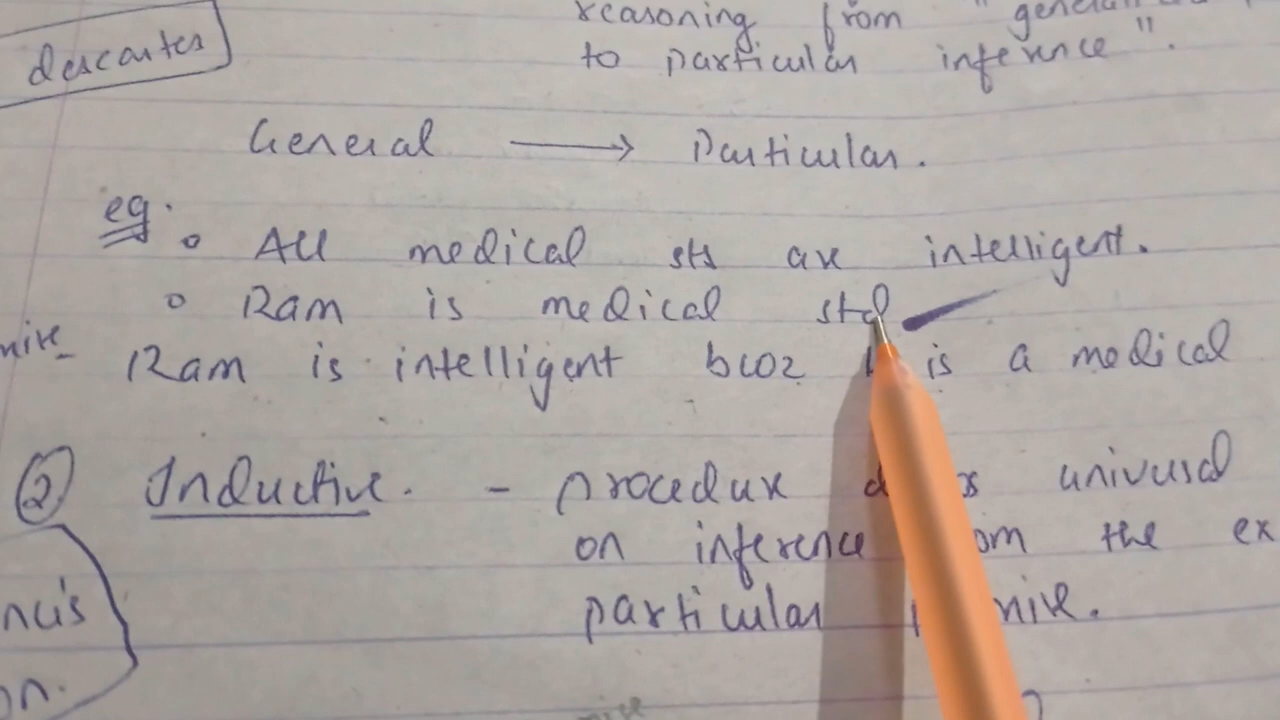 reasoning from "general
to particular inference".
descartes
General → Particular.
eg.
o All medical sts are intelligent.
o Ram is medical std
Ram is intelligent bcoz is a medical
② Inductive. - procedure universal
on inference the ex
particular